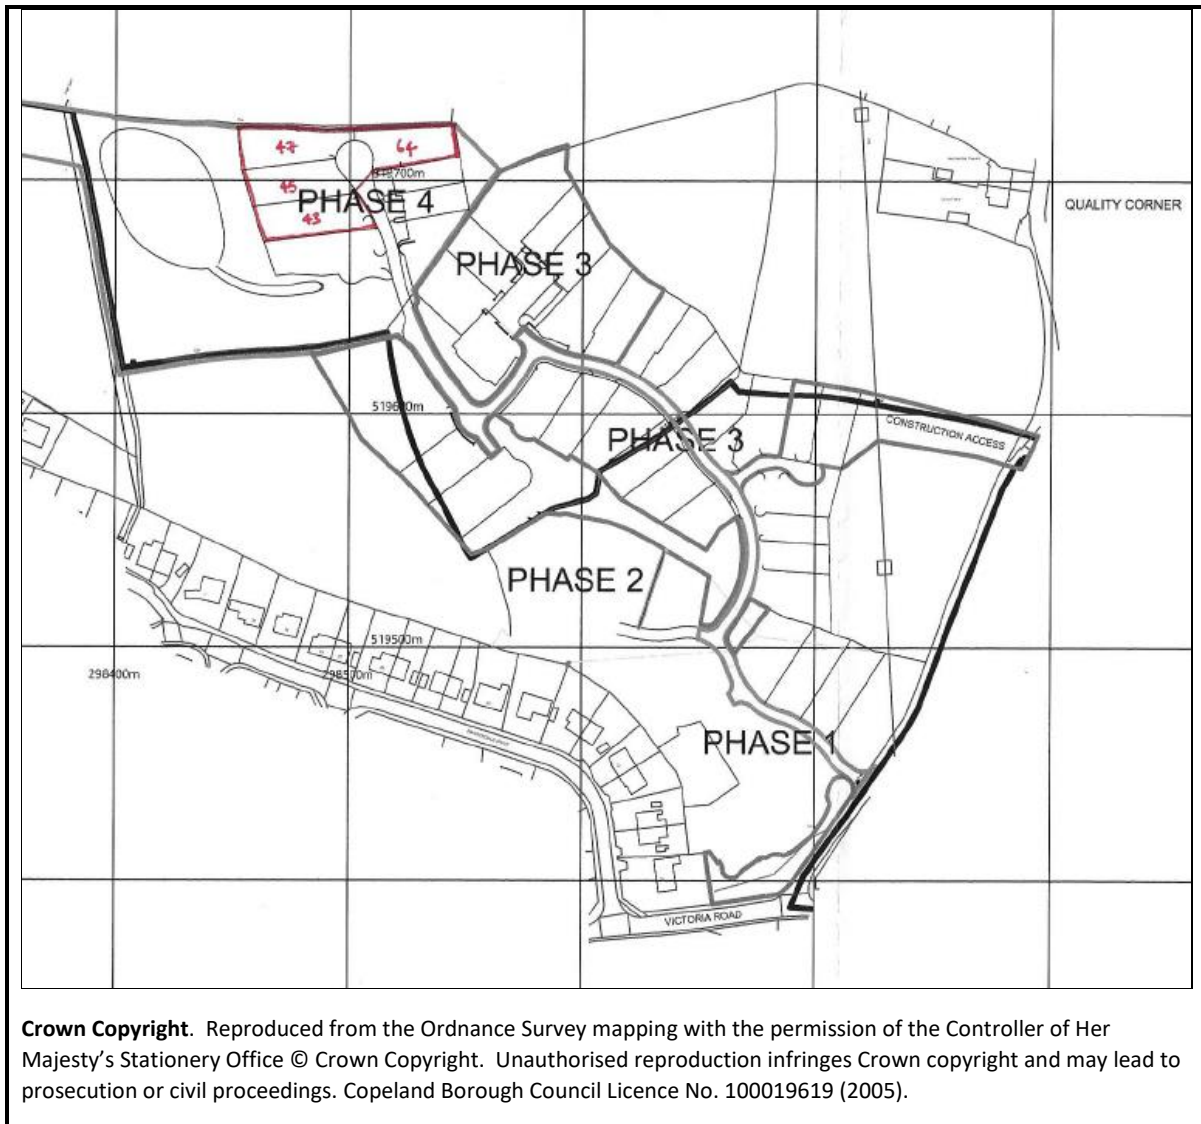 47
64
519700m
45
PHASE 4
43
QUALITY CORNER
PHASE 3
519600m
CONSTRUCTION ACCESS
PHASE 3
PHASE 2
519500m
298400m
298500m
PHASE 1
VICTORIA ROAD
Crown Copyright. Reproduced from the Ordnance Survey mapping with the permission of the Controller of Her
Majesty’s Stationery Office © Crown Copyright. Unauthorised reproduction infringes Crown copyright and may lead to
prosecution or civil proceedings. Copeland Borough Council Licence No. 100019619 (2005).